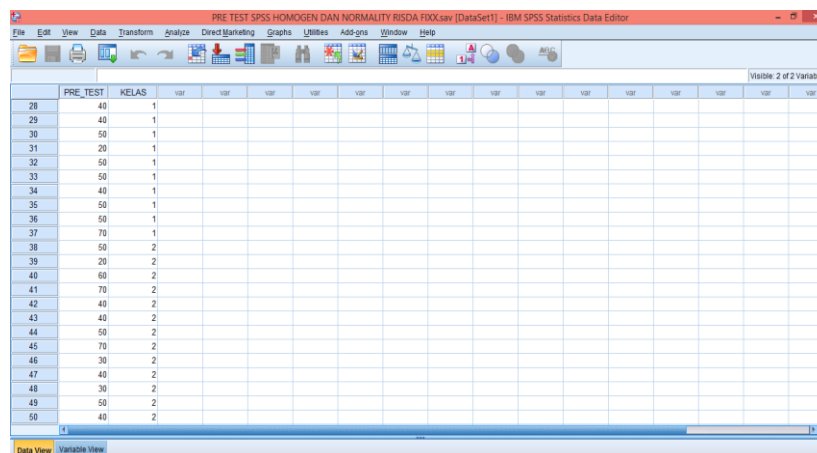 PRE TEST SPSS HOMOGEN DAN NORMALITY RISDA FIXX.sav [DataSet1] - IBM SPSS Statistics Data Editor
File Edit View Data Transform Analyze Direct Marketing Graphs Utilities Add-ons Window Help
Visible: 2 of 2 Variab
PRE_TEST KELAS var var var var var var var var var var var var var var var
28 40 1
29 40 1
30 50 1
31 20 1
32 50 1
33 50 1
34 40 1
35 50 1
36 50 1
37 70 1
38 50 2
39 20 2
40 60 2
41 70 2
42 40 2
43 40 2
44 50 2
45 70 2
46 30 2
47 40 2
48 30 2
49 50 2
50 40 2
Data View Variable View